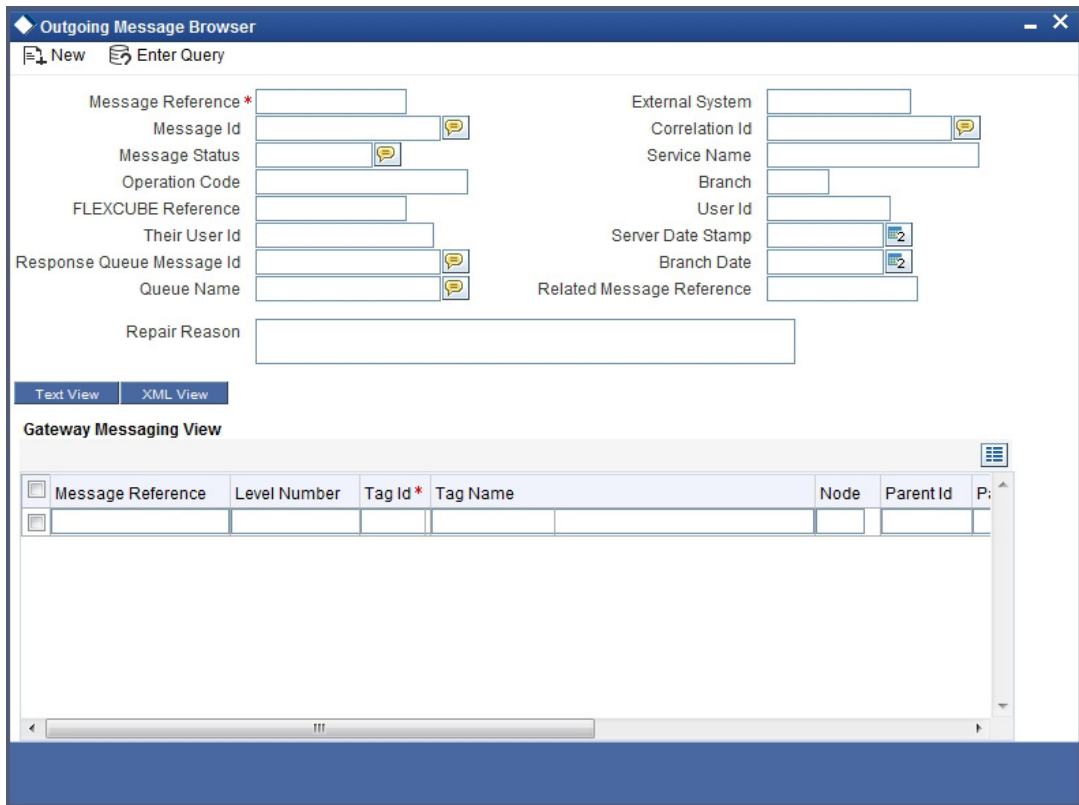 Outgoing Message Browser
New Enter Query
Message Reference * External System
Message Id Correlation Id
Message Status Service Name
Operation Code Branch
FLEXCUBE Reference User Id
Their User Id Server Date Stamp
Response Queue Message Id Branch Date
Queue Name Related Message Reference
Repair Reason
Text View XML View
Gateway Messaging View
Message Reference Level Number Tag Id * Tag Name Node Parent Id